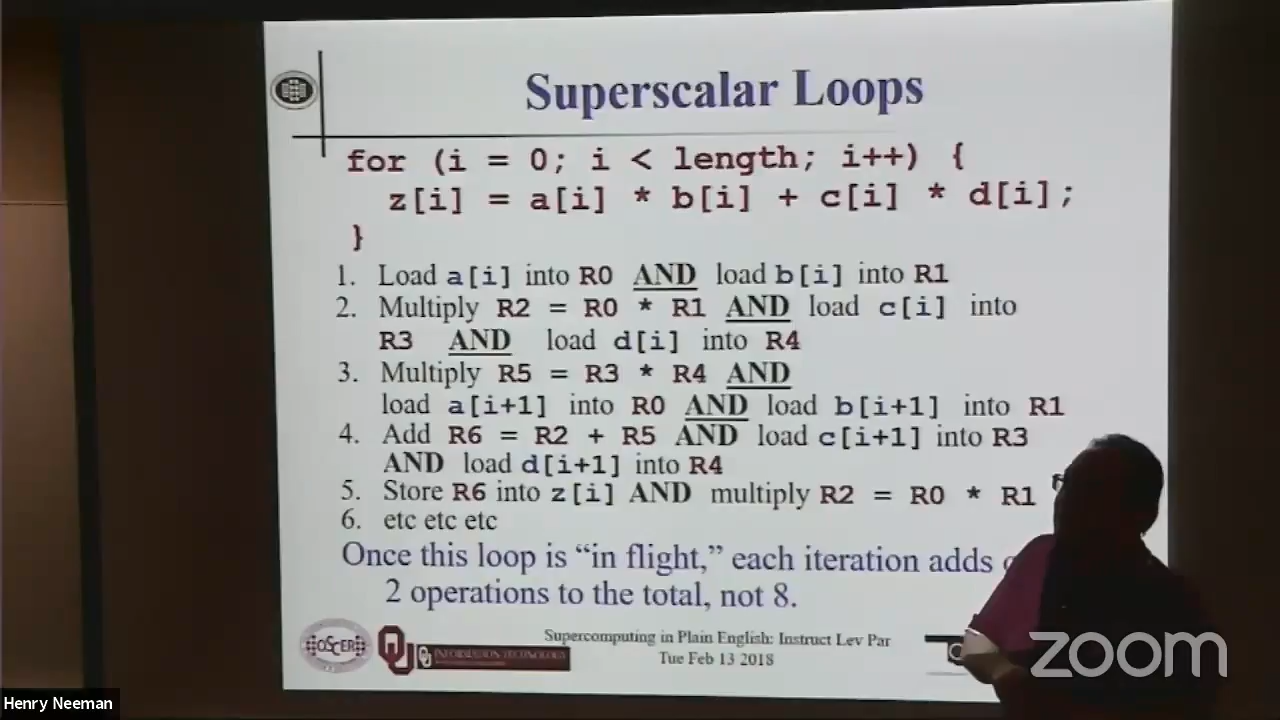 Superscalar Loops
for (i = 0; i < length; i++) {
z[i] = a[i] * b[i] + c[i] * d[i];
}
1. Load a[i] into R0 AND load b[i] into R1
2. Multiply R2 = R0 * R1 AND load c[i] into
R3 AND load d[i] into R4
3. Multiply R5 = R3 * R4 AND
load a[i+1] into R0 AND load b[i+1] into R1
4. Add R6 = R2 + R5 AND load c[i+1] into R3
AND load d[i+1] into R4
5. Store R6 into z[i] AND multiply R2 = R0 * R1
6. etc etc etc
Once this loop is “in flight,” each iteration adds
2 operations to the total, not 8.
OSCER
INFORMATION TECHNOLOGY
Supercomputing in Plain English: Instruct Lev Par
Tue Feb 13 2018
zoom
Henry Neeman